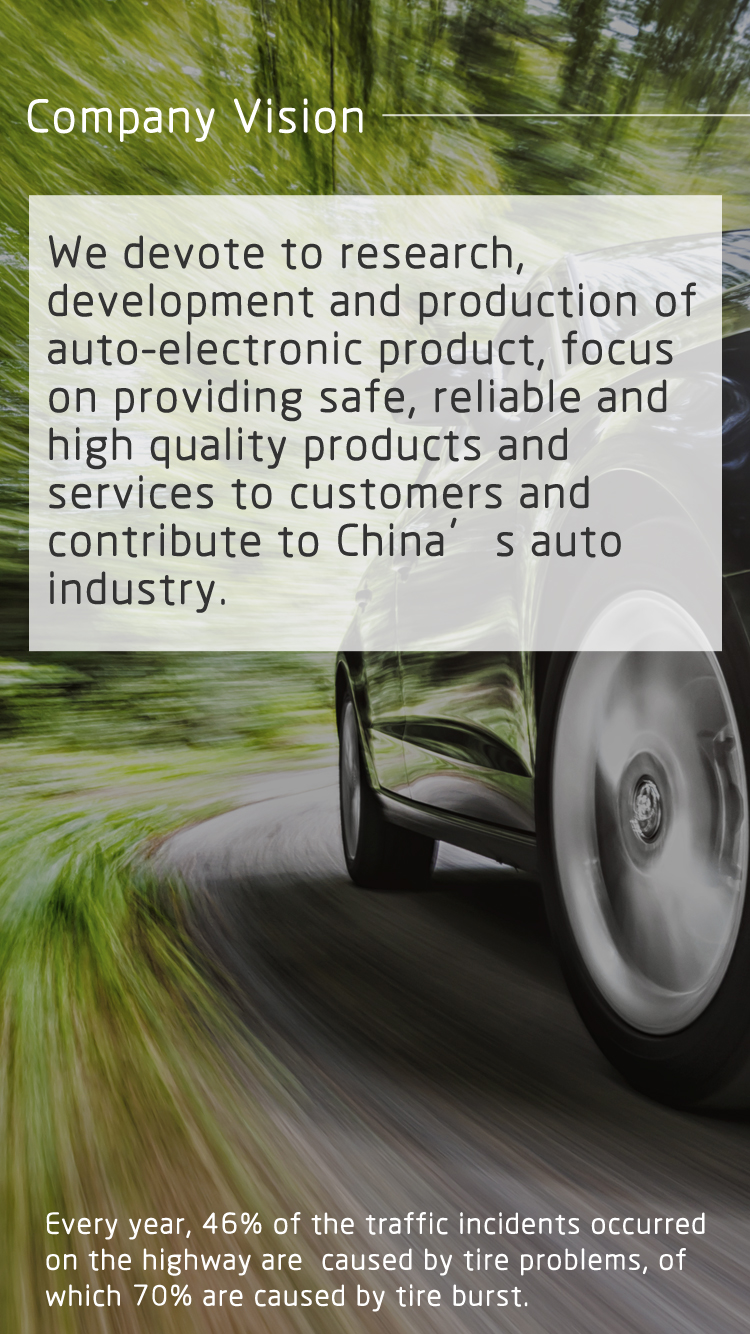 Company Vision
We devote to research,
development and production of
auto-electronic product, focus
on providing safe, reliable and
high quality products and
services to customers and
contribute to China’ s auto
industry.
Every year, 46% of the traffic incidents occurred
on the highway are  caused by tire problems, of
which 70% are caused by tire burst.